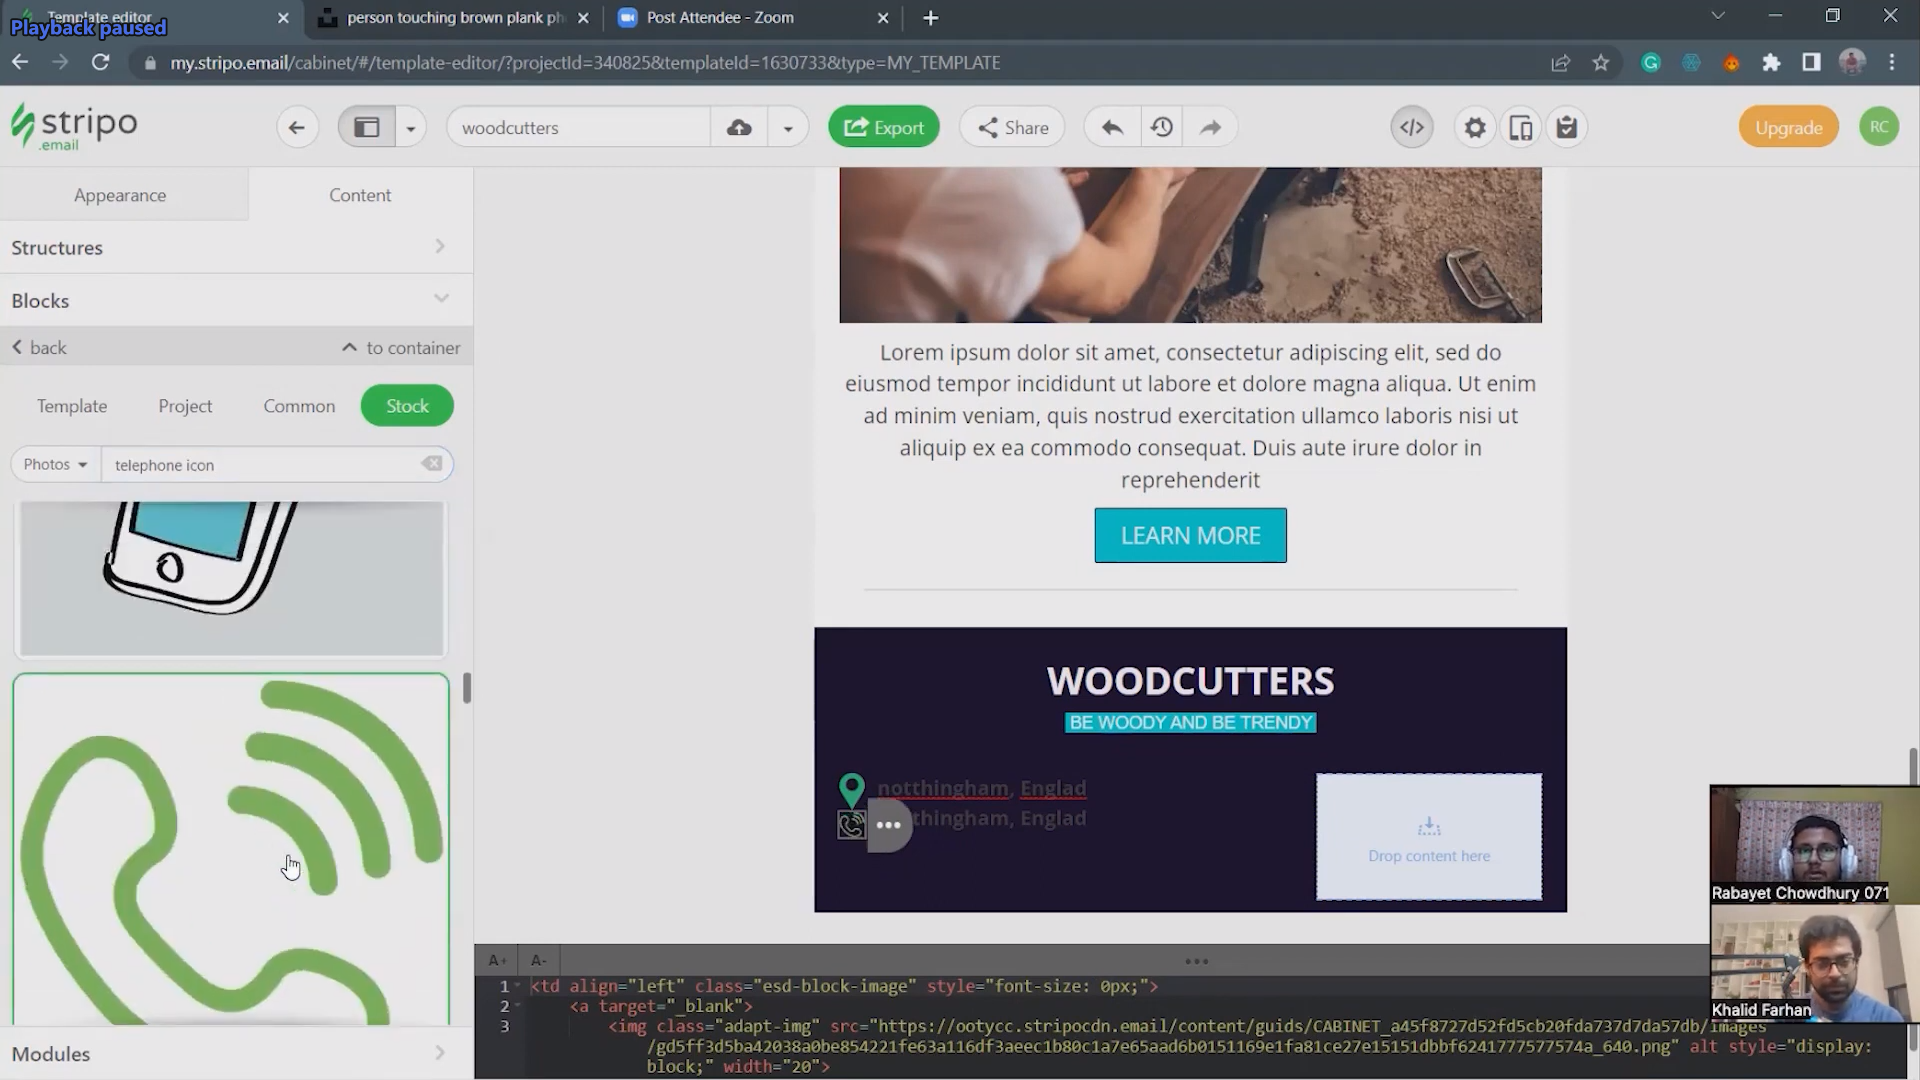 Template editor
person touching brown plank ph
Post Attendee - Zoom
Playback paused
my.stripo.email/cabinet/#/template-editor/?projectId=340825&templateId=1630733&type=MY_TEMPLATE
stripo
.email
woodcutters
Export
Share
Upgrade
RC
Appearance
Content
Structures
Blocks
back
to container
Template
Project
Common
Stock
Photos
telephone icon
Modules
Lorem ipsum dolor sit amet, consectetur adipiscing elit, sed do
eiusmod tempor incididunt ut labore et dolore magna aliqua. Ut enim
ad minim veniam, quis nostrud exercitation ullamco laboris nisi ut
aliquip ex ea commodo consequat. Duis aute irure dolor in
reprehenderit
LEARN MORE
WOODCUTTERS
BE WOODY AND BE TRENDY
notthingham, Englad
thingham, Englad
Drop content here
Rabayet Chowdhury 071
Khalid Farhan
A+ A-
1 <td align="left" class="esd-block-image" style="font-size: 0px;">
2 <a target="_blank">
3 <img class="adapt-img" src="https://ootycc.stripocdn.email/content/guids/CABINET_a45f8727d52fd5cb20fda737d7da57db/images
/gd5ff3d5ba42038a0be854221fe63a116df3aeec1b80c1a7e65aad6b0151169e1fa81ce27e15151dbbf6241777577574a_640.png" alt style="display:
block;" width="20">